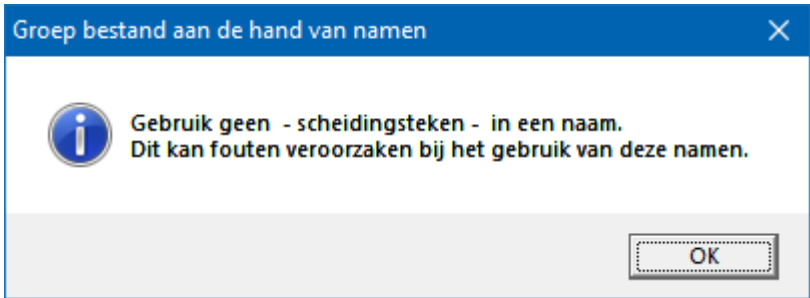 Groep bestand aan de hand van namen
Gebruik geen - scheidingsteken - in een naam.
Dit kan fouten veroorzaken bij het gebruik van deze namen.
OK